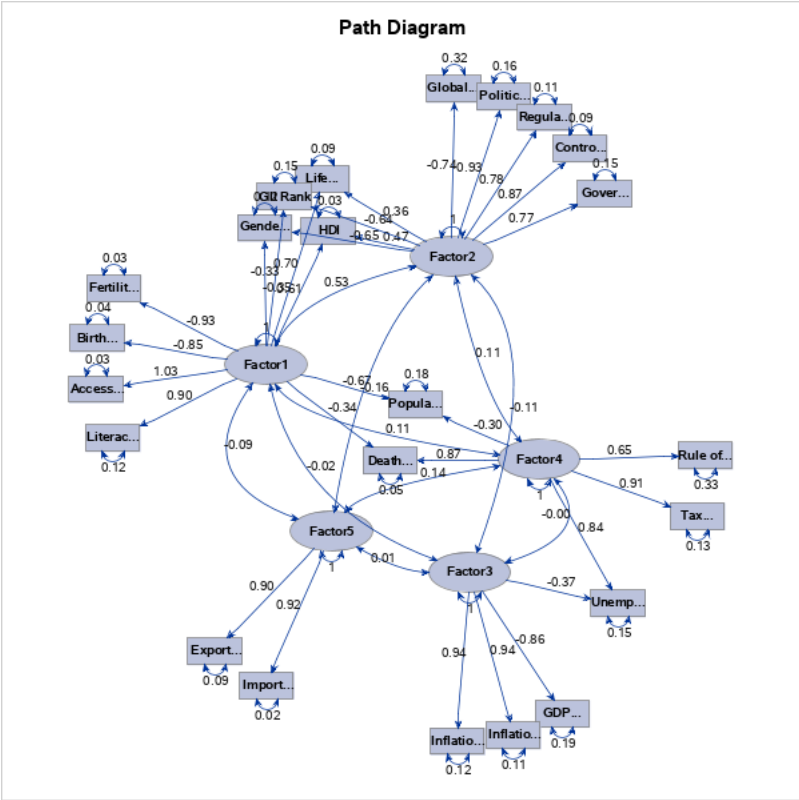 Path Diagram
0.32
0.16
Global...
Politic...
0.11
Regula...
0.09
Contro...
0.15
Gover...
0.09
0.15
Life...
GII Rank
0.03
Gende...
HDI
-0.74
0.93
0.78
0.87
0.77
0.36
-0.64
-0.65
0.47
1
Factor2
0.03
Fertilit...
0.04
Birth...
0.03
Access...
Literac...
0.12
-0.93
-0.85
1.03
0.90
-0.33
0.70
0.53
1
Factor1
-0.67
-0.16
0.18
Popula...
-0.34
0.11
0.11
-0.11
-0.30
Death...
0.05
0.87
0.14
Factor4
1
0.65
Rule of...
0.33
0.91
Tax...
0.13
-0.09
-0.02
-0.00
0.84
Factor5
1
0.01
Factor3
1
-0.37
Unemp...
0.15
0.90
0.92
Export...
0.09
Import...
0.02
0.94
0.94
-0.86
GDP...
0.19
Inflatio...
0.12
Inflatio...
0.11